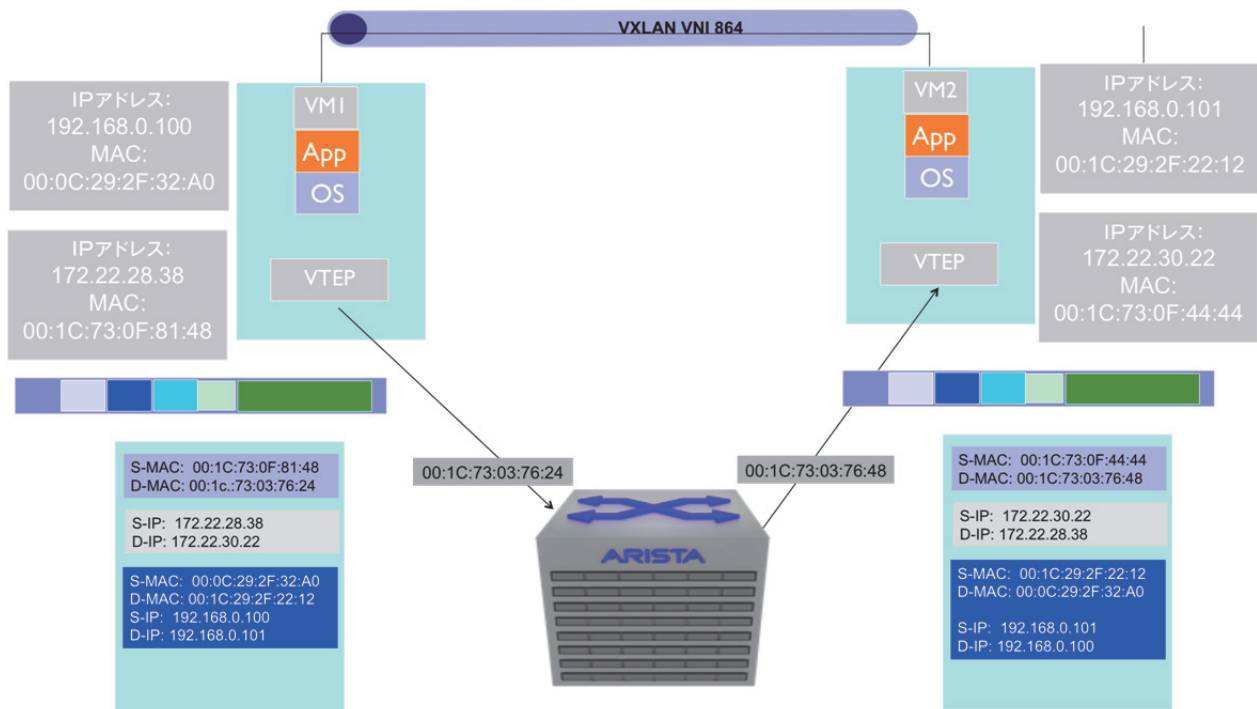 VXLAN VNI 864
IPアドレス:
192.168.0.100
MAC:
00:0C:29:2F:32:A0
VM1
App
OS
VTEP
IPアドレス:
172.22.28.38
MAC:
00:1C:73:0F:81:48
VM2
App
OS
VTEP
IPアドレス:
192.168.0.101
MAC:
00:1C:29:2F:22:12
IPアドレス:
172.22.30.22
MAC:
00:1C:73:0F:44:44
S-MAC: 00:1C:73:0F:81:48
D-MAC: 00:1c.:73:03:76:24
S-IP: 172.22.28.38
D-IP: 172.22.30.22
S-MAC: 00:0C:29:2F:32:A0
D-MAC: 00:1C:29:2F:22:12
S-IP: 192.168.0.100
D-IP: 192.168.0.101
00:1C:73:03:76:24
00:1C:73:03:76:48
ARISTA
S-MAC: 00:1C:73:0F:44:44
D-MAC: 00:1C:73:03:76:48
S-IP: 172.22.30.22
D-IP: 172.22.28.38
S-MAC: 00:1C:29:2F:22:12
D-MAC: 00:0C:29:2F:32:A0
S-IP: 192.168.0.101
D-IP: 192.168.0.100